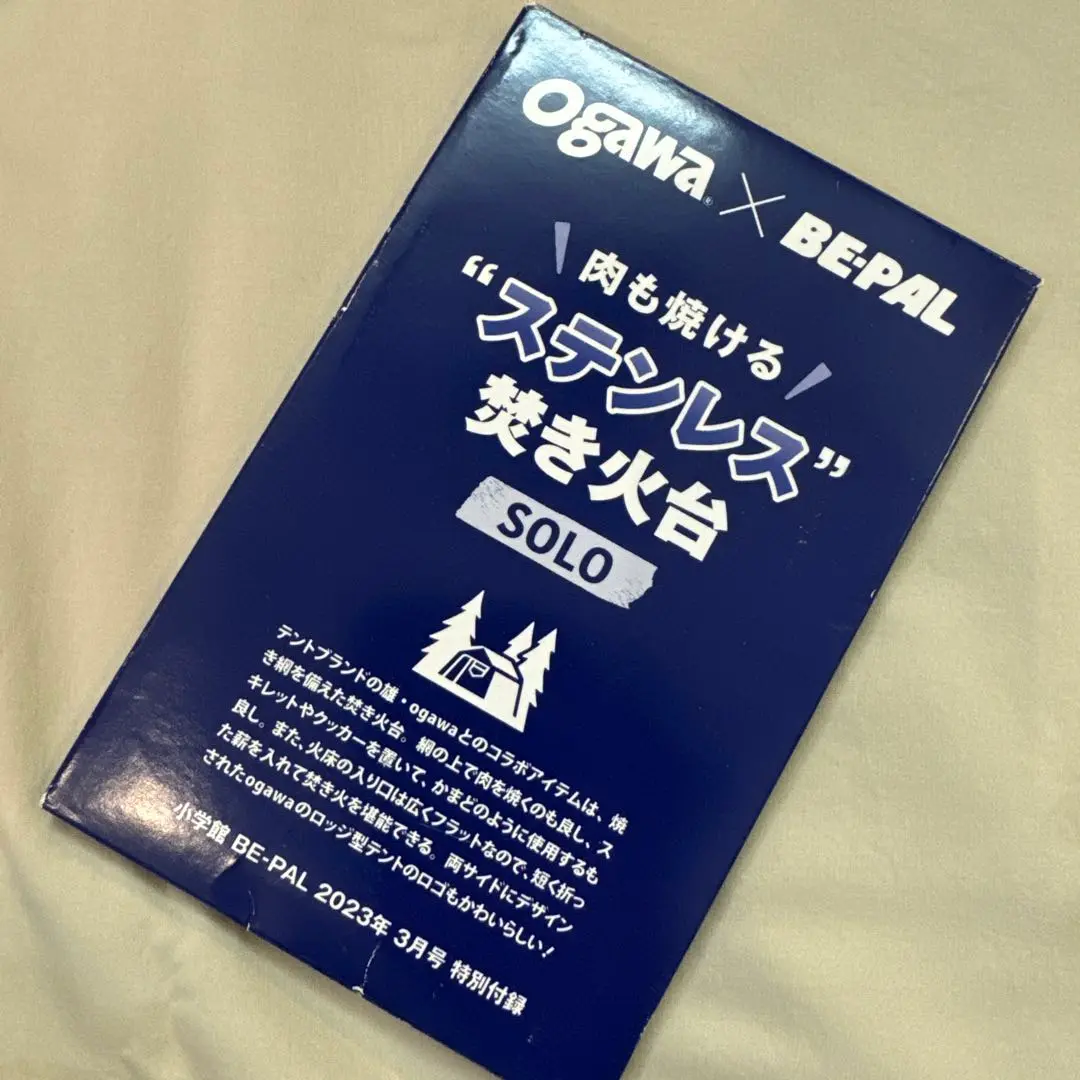 ogawa® × BE-PAL
肉も焼ける
“ステンレス”
焚き火台
SOLO
テントブランドの雄・ogawaとのコラボアイテムは、焼
き網を備えた焚き火台。網の上で肉を焼くのも良し、ス
キレットやクッカーを置いて、かまどのように使用するも
良し。また、火床の入り口は広くフラットなので、短く折っ
た薪を入れて焚き火を堪能できる。両サイドにデザイン
されたogawaのロッジ型テントのロゴもかわいらしい!
小学館 BE-PAL 2023年 3月号 特別付録